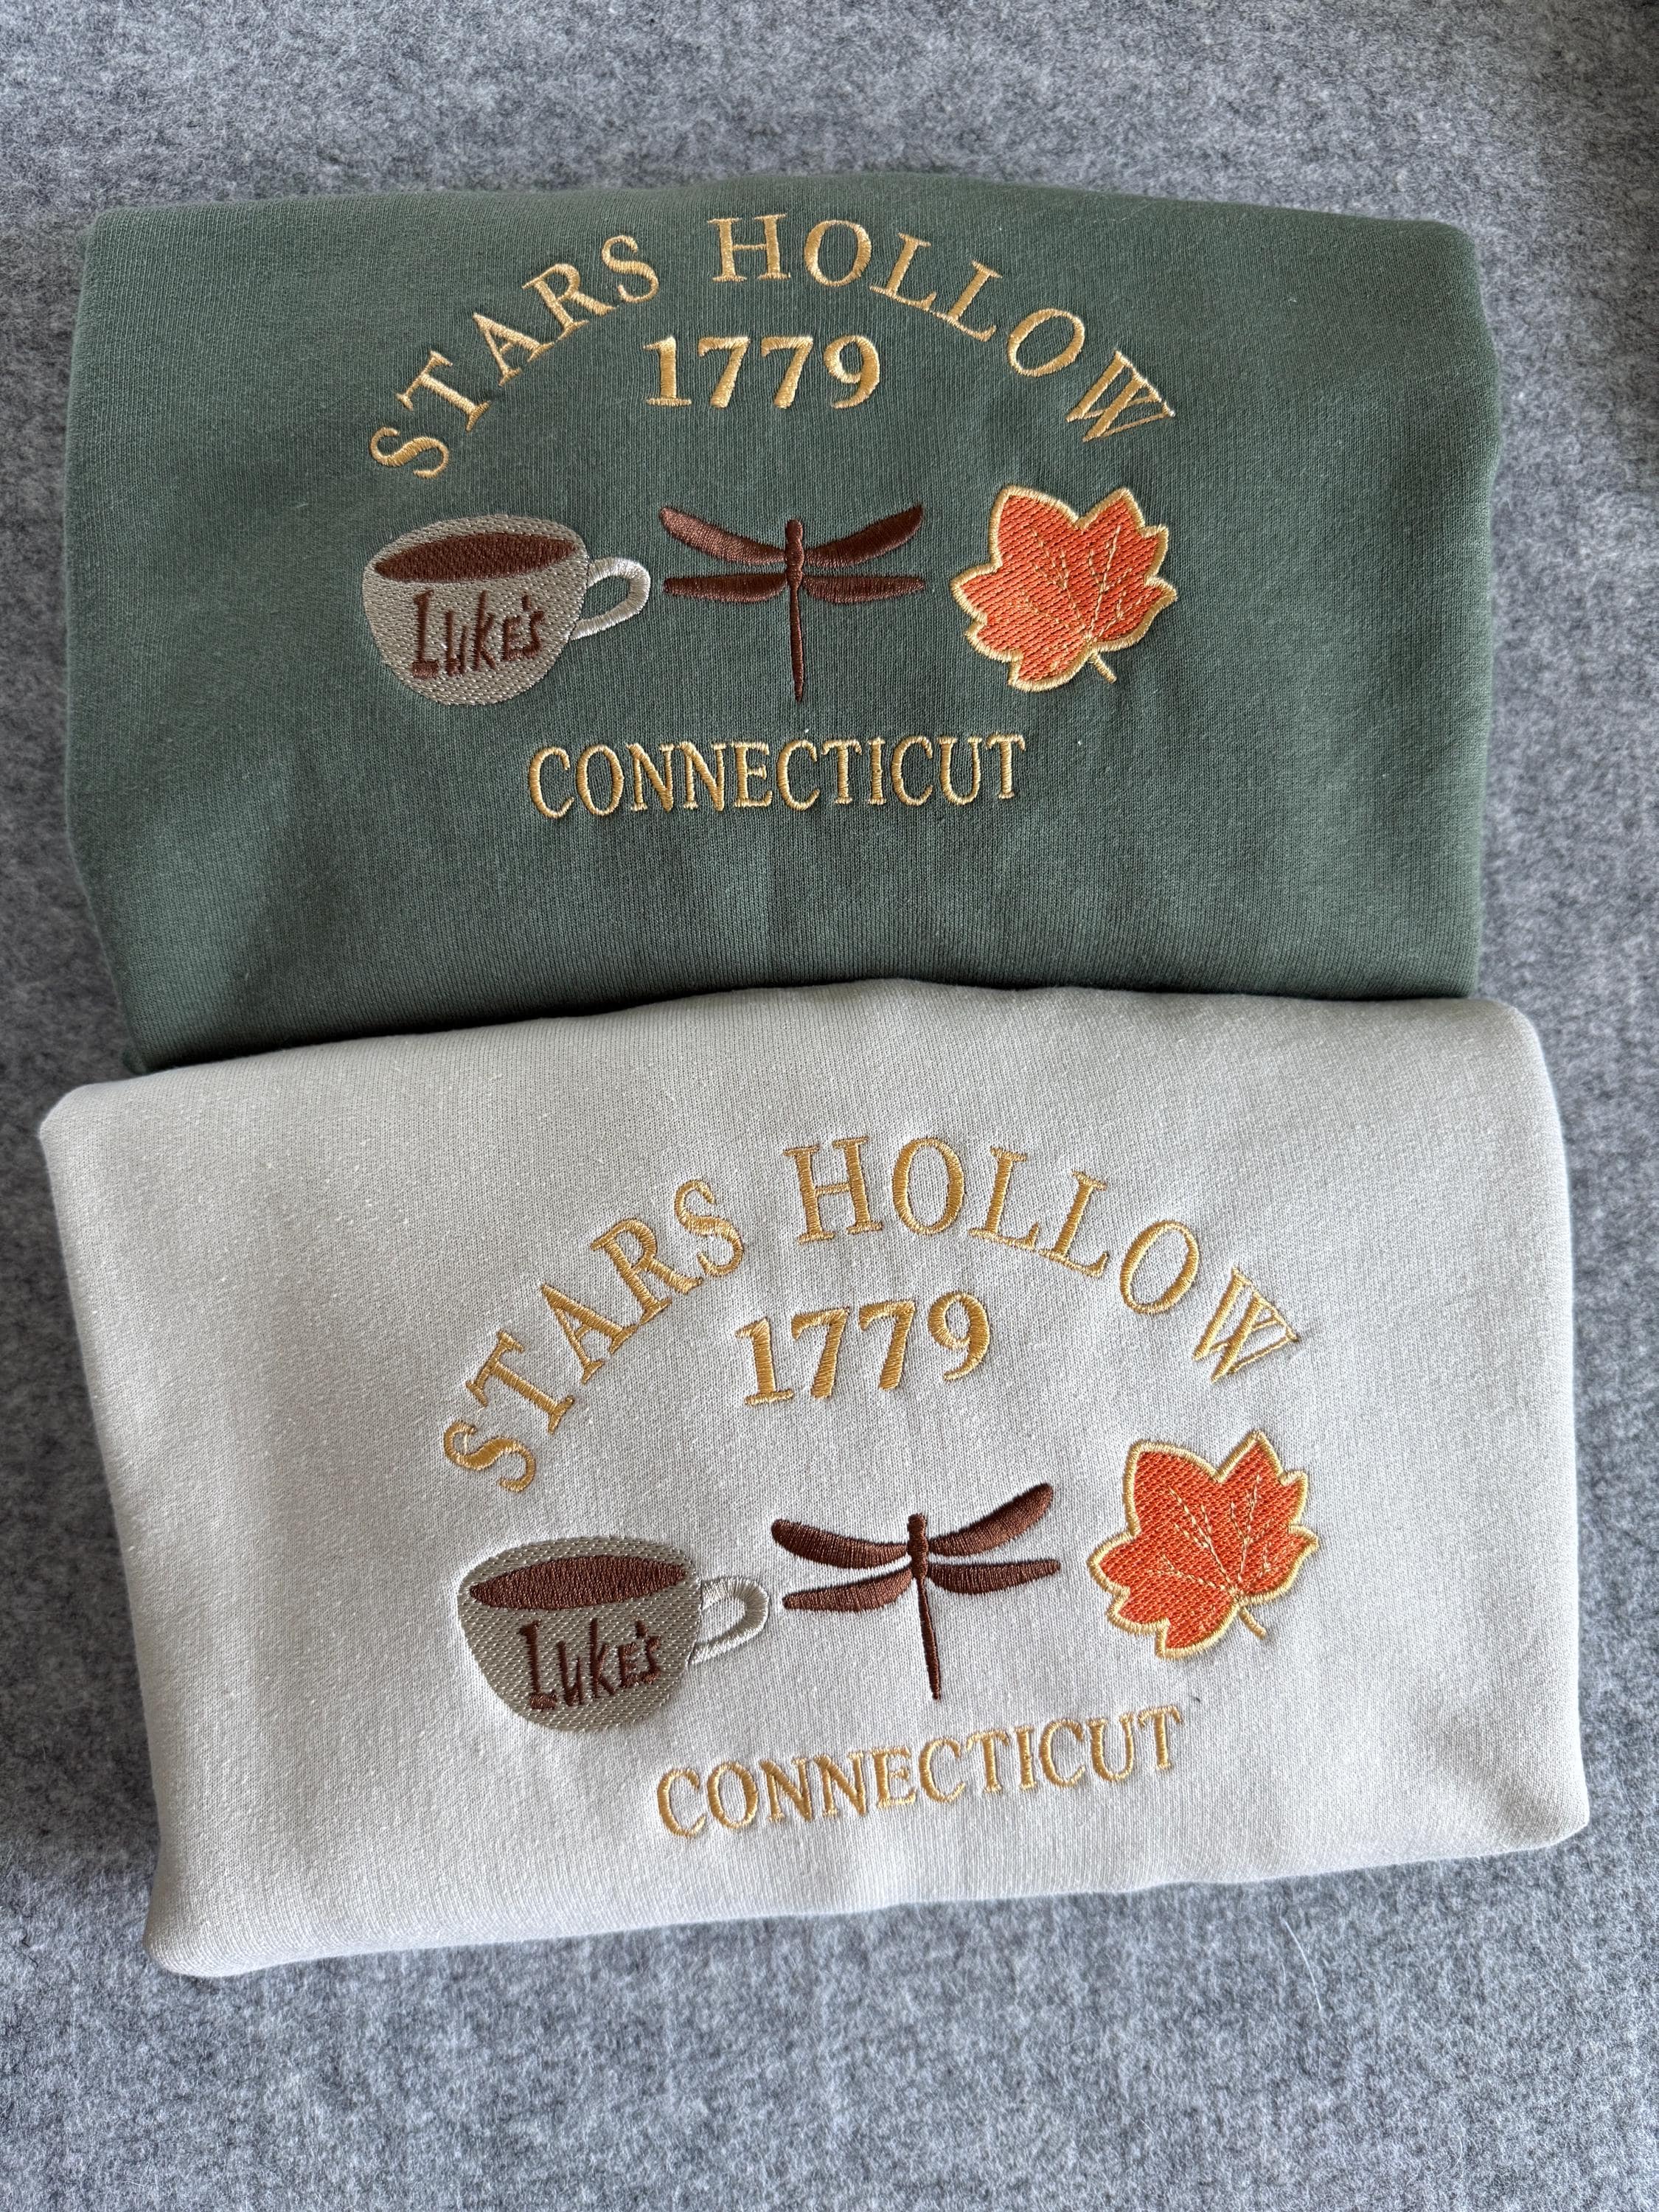 STARS HOLLOW
1779
LUKE'S
CONNECTICUT
STARS HOLLOW
1779
LUKE'S
CONNECTICUT